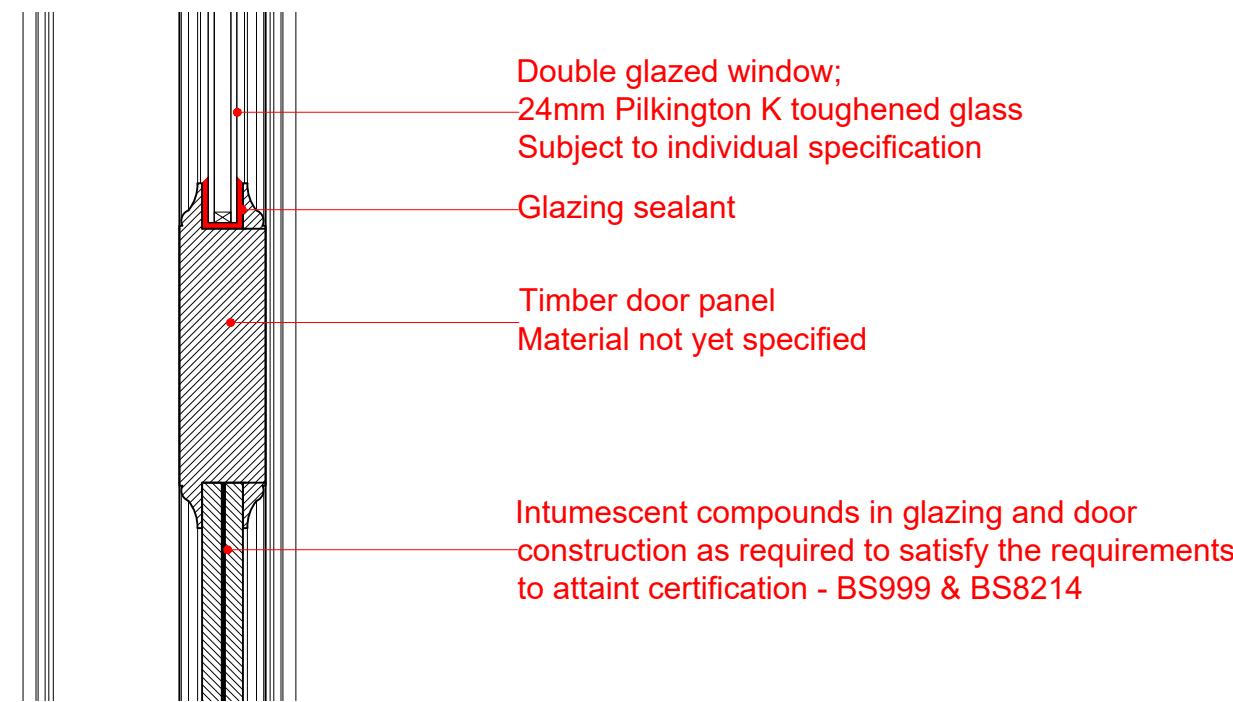 Double glazed window;
24mm Pilkington K toughened glass
Subject to individual specification
Glazing sealant
Timber door panel
Material not yet specified
Intumescent compounds in glazing and door
construction as required to satisfy the requirements
to attaint certification - BS999 & BS8214